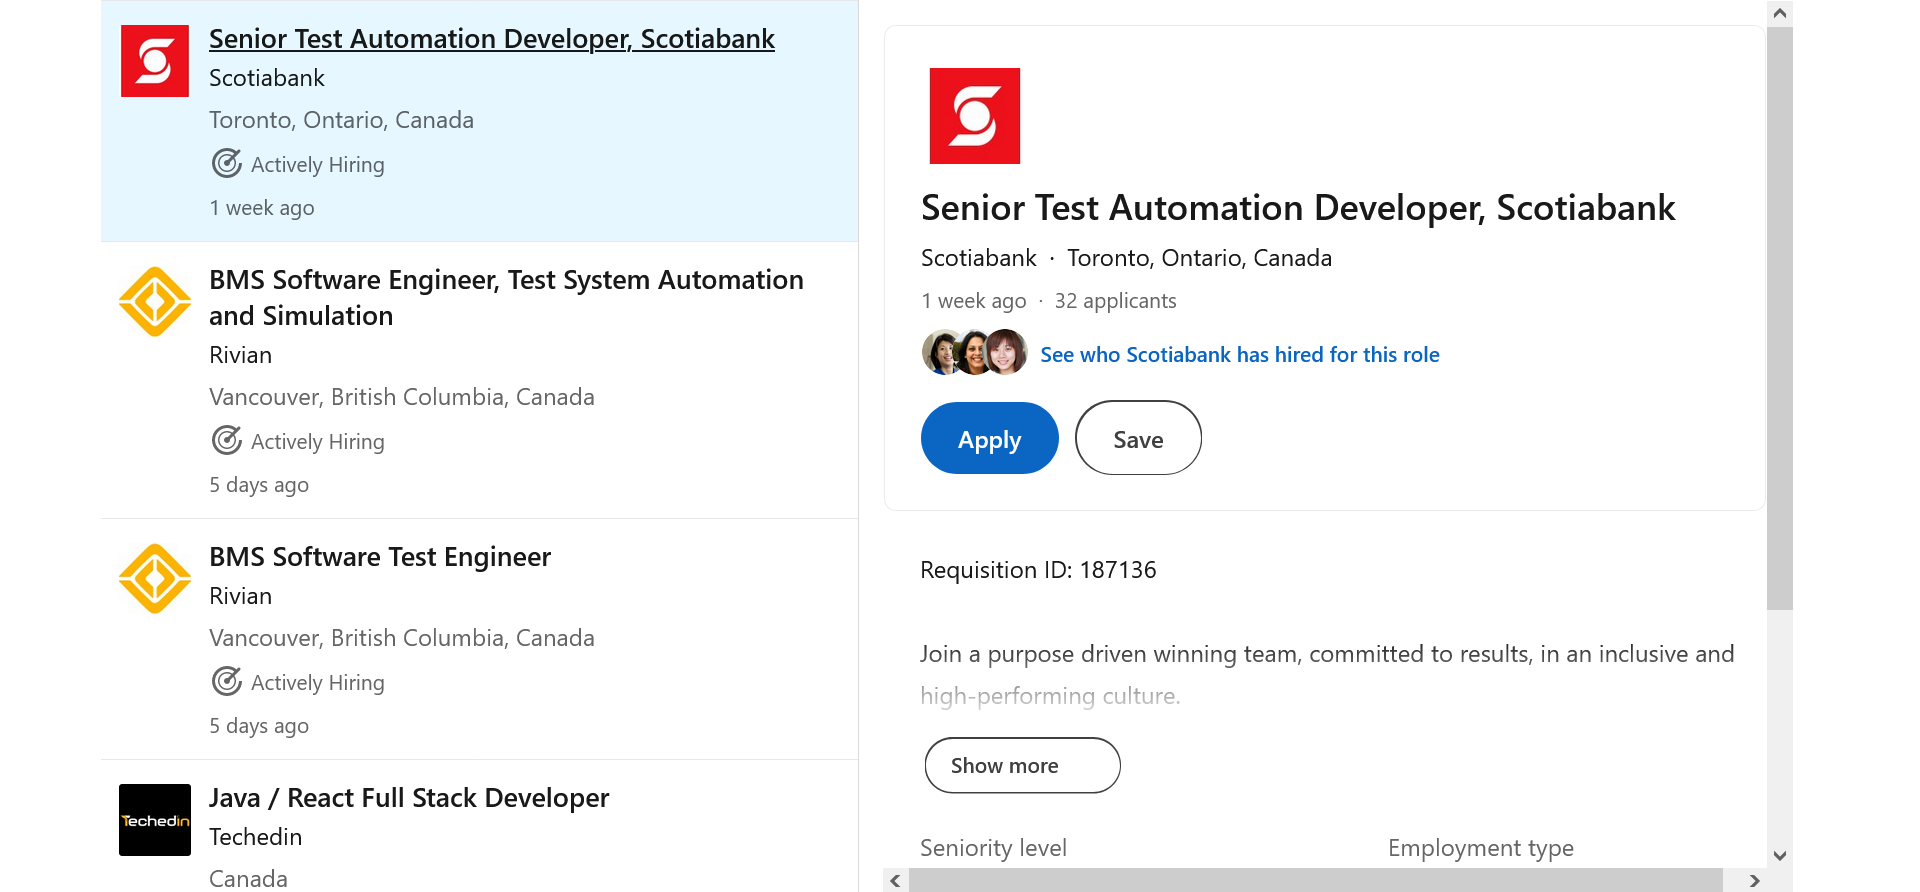 Senior Test Automation Developer, Scotiabank
Scotiabank
Toronto, Ontario, Canada
Actively Hiring
1 week ago
BMS Software Engineer, Test System Automation
and Simulation
Rivian
Vancouver, British Columbia, Canada
Actively Hiring
5 days ago
BMS Software Test Engineer
Rivian
Vancouver, British Columbia, Canada
Actively Hiring
5 days ago
Techedin
Java / React Full Stack Developer
Techedin
Canada
Senior Test Automation Developer, Scotiabank
Scotiabank · Toronto, Ontario, Canada
1 week ago · 32 applicants
See who Scotiabank has hired for this role
Apply
Save
Requisition ID: 187136
Join a purpose driven winning team, committed to results, in an inclusive and
high-performing culture.
Show more
Seniority level
Employment type